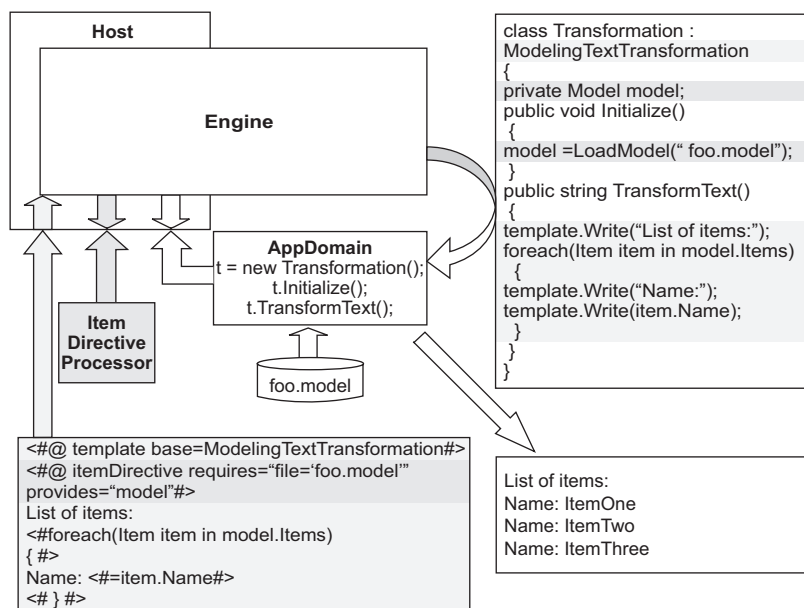 Host
Engine
AppDomain
t = new Transformation();
t.Initialize();
t.TransformText();
Item
Directive
Processor
foo.model
class Transformation :
ModelingTextTransformation
{
private Model model;
public void Initialize()
{
model =LoadModel(“ foo.model”);
}
public string TransformText()
{
template.Write(“List of items:”);
foreach(Item item in model.Items)
{
template.Write(“Name:”);
template.Write(item.Name);
}
}
}
<#@ template base=ModelingTextTransformation#>
<#@ itemDirective requires=“file=‘foo.model’”
provides=“model”#>
List of items:
<#foreach(Item item in model.Items)
{ #>
Name: <#=item.Name#>
<# } #>
List of items:
Name: ItemOne
Name: ItemTwo
Name: ItemThree